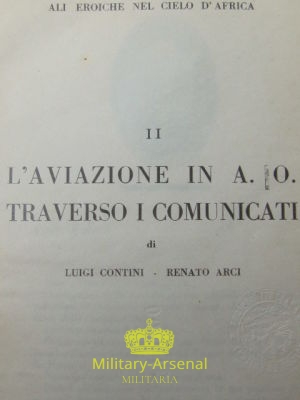 ALI EROICHE NEL CIELO D'AFRICA
II
L'AVIAZIONE IN A. O.
TRAVERSO I COMUNICATI
di
LUIGI CONTINI - RENATO ARCI
Military-Arsenal
MILITARIA